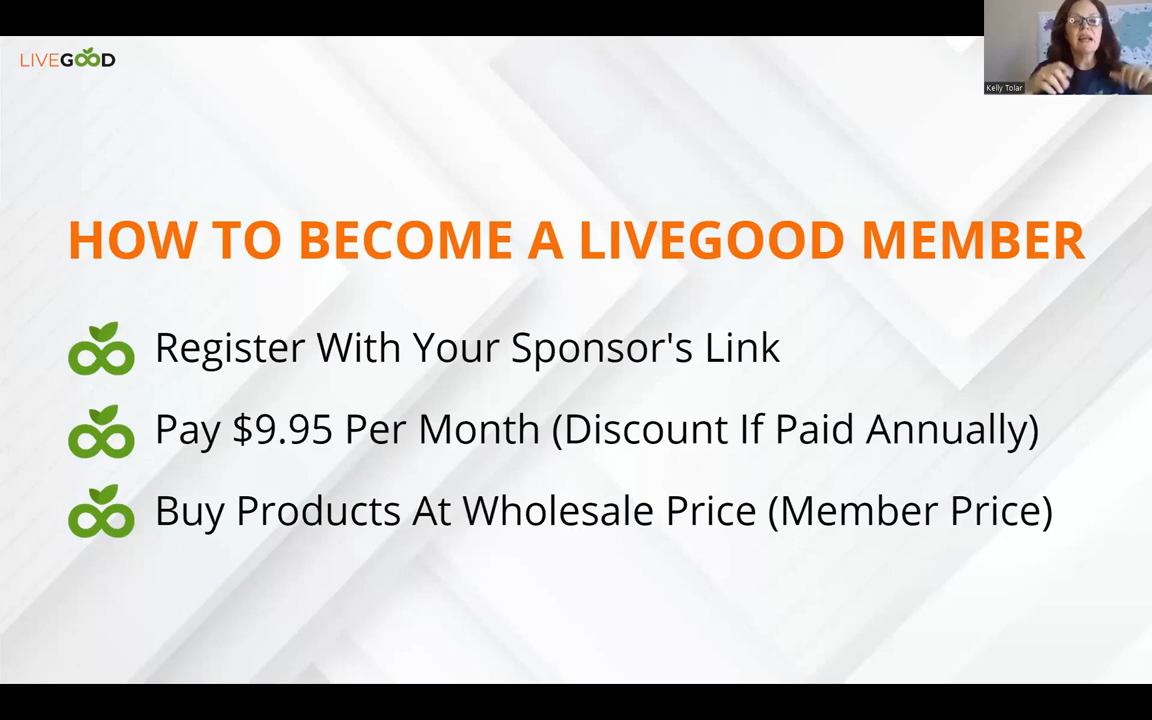 LIVEGOOD
Kelly Tolar
HOW TO BECOME A LIVEGOOD MEMBER
Register With Your Sponsor's Link
Pay $9.95 Per Month (Discount If Paid Annually)
Buy Products At Wholesale Price (Member Price)